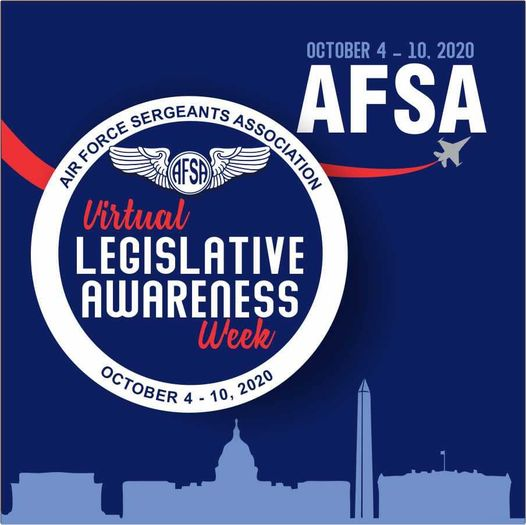 OCTOBER 4 - 10, 2020
AFSA
AIR FORCE SERGEANTS ASSOCIATION
AFSA
Virtual
LEGISLATIVE
AWARENESS
Week
OCTOBER 4 - 10, 2020